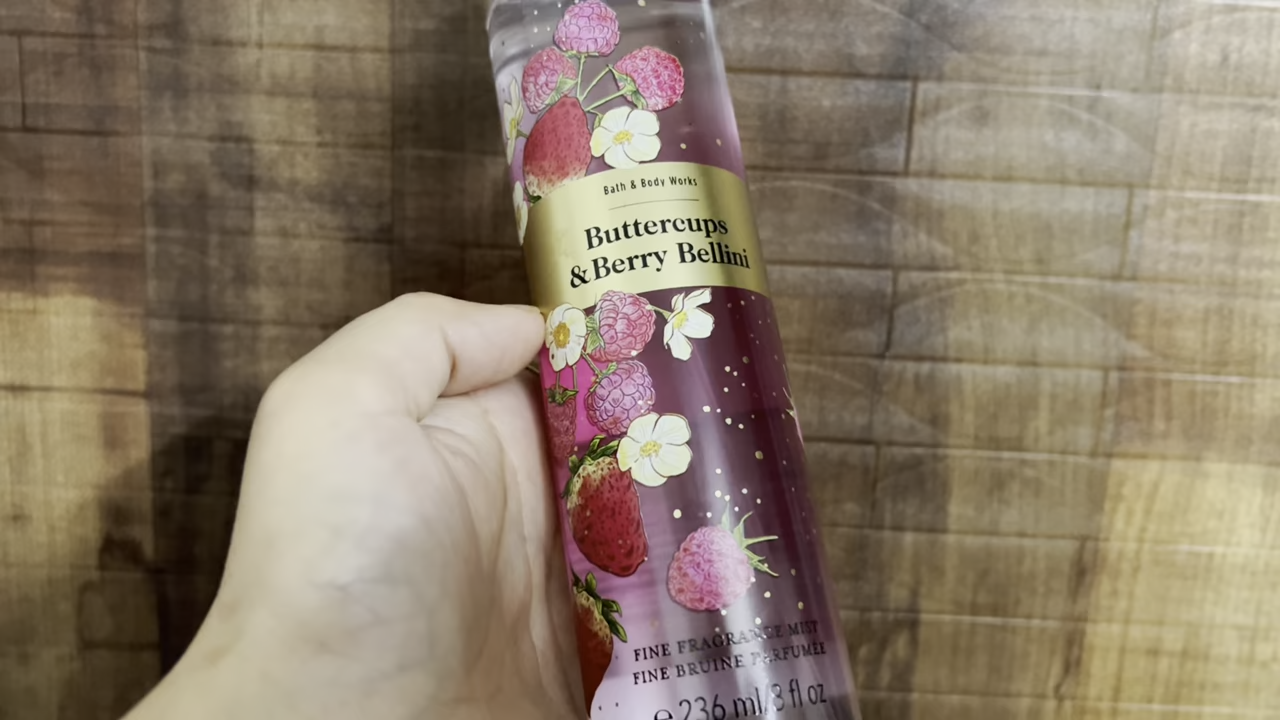 Bath & Body Works
Buttercups
& Berry Bellini
FINE FRAGRANCE MIST
FINE BRUINE PARFUMÉE
e 236 ml/8 fl oz